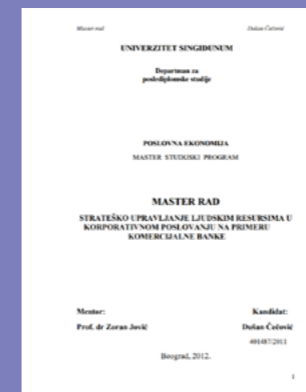 Master rad Dušan Čečović
UNIVERZITET SINGIDUNUM
Departman za
poslediplomske studije
POSLOVNA EKONOMIJA
MASTER STUDIJSKI PROGRAM
MASTER RAD
STRATEŠKO UPRAVLJANJE LJUDSKIM RESURSIMA U
KORPORATIVNOM POSLOVANJU NA PRIMERU
KOMERCIJALNE BANKE
Mentor: Kandidat:
Prof. dr Zoran Jović Dušan Čečović
401487/2011
Beograd, 2012.
1